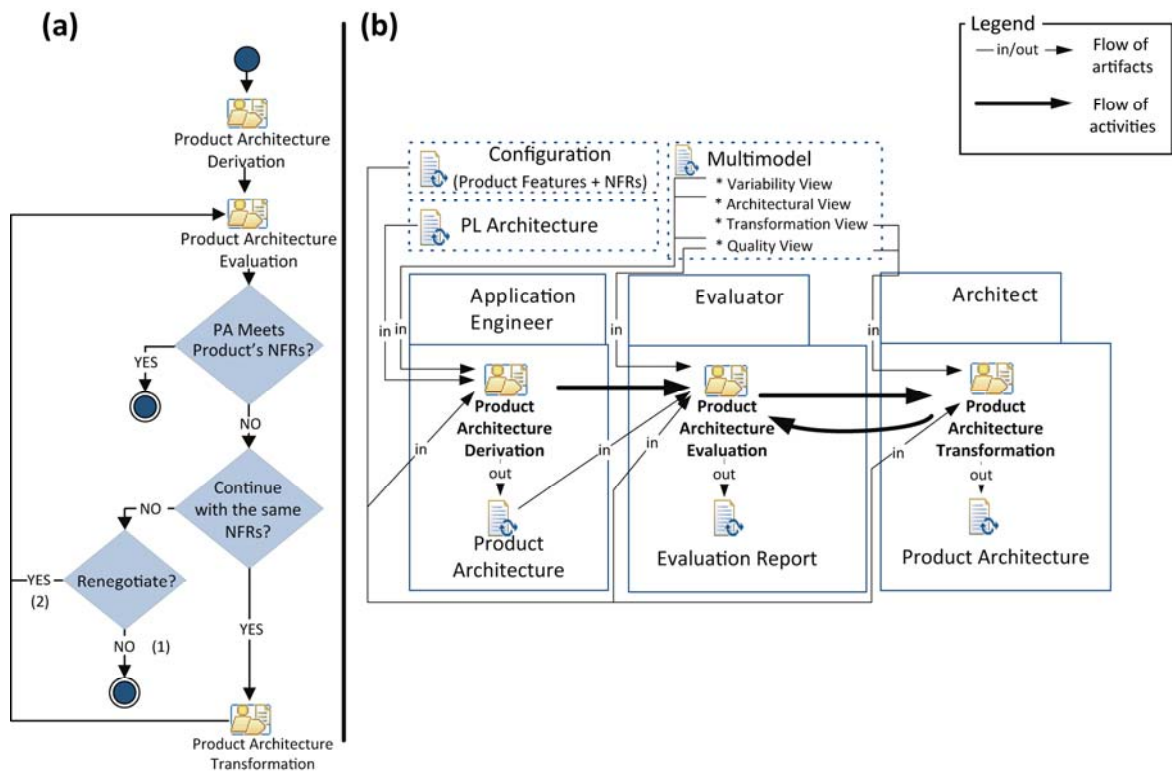 (a)
Product Architecture
Derivation
Product Architecture
Evaluation
PA Meets
Product's NFRs?
YES
NO
Continue
with the same
NFRs?
NO
Renegotiate?
YES
(2)
NO
(1)
YES
Product Architecture
Transformation
(b)
Legend
in/out
Flow of
artifacts
Flow of
activities
Configuration
(Product Features + NFRs)
PL Architecture
Multimodel
* Variability View
* Architectural View
* Transformation View
* Quality View
Application
Engineer
Evaluator
Architect
in
in
in
in
Product
Architecture
Derivation
Product
Architecture
Evaluation
Product
Architecture
Transformation
in
in
in
in
out
out
out
Product
Architecture
Evaluation Report
Product Architecture